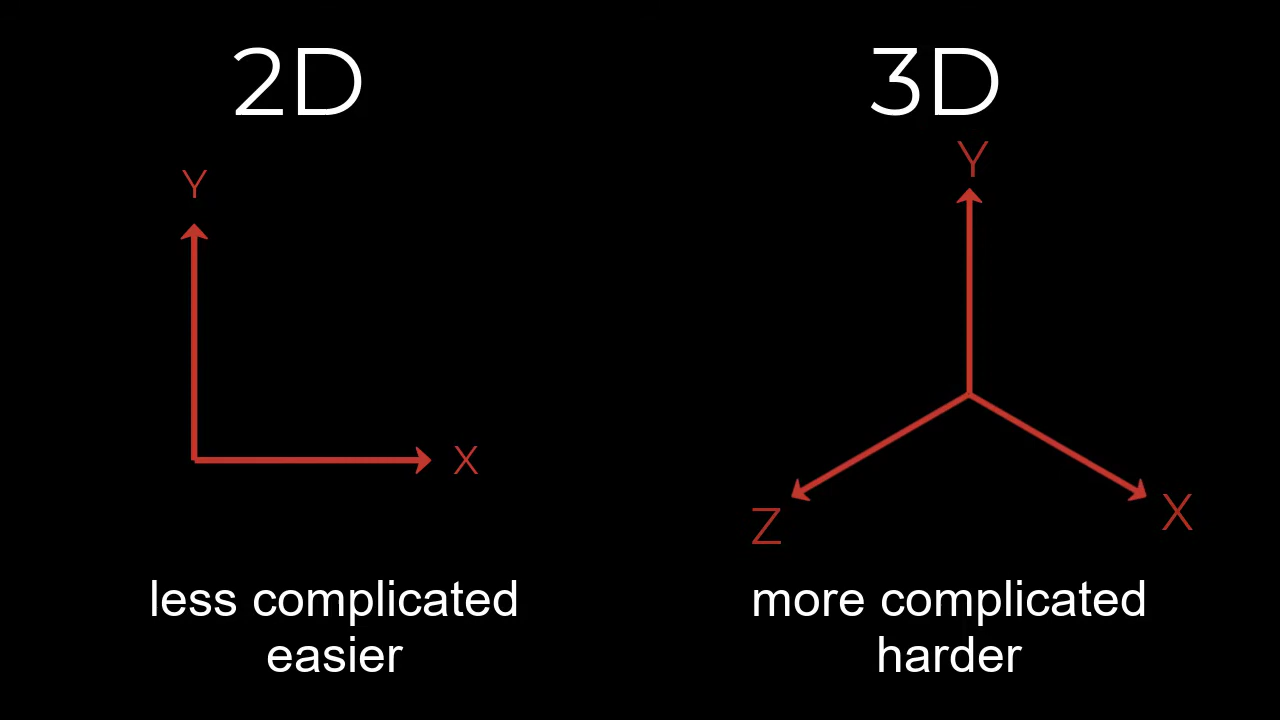 2D
Y
X
less complicated
easier
3D
Y
Z
X
more complicated
harder